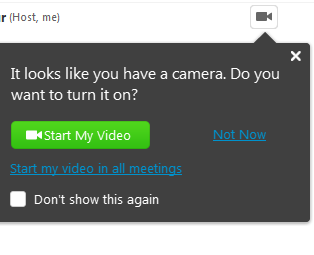 (Host, me)
It looks like you have a camera. Do you
want to turn it on?
Start My Video
Not Now
Start my video in all meetings
Don't show this again